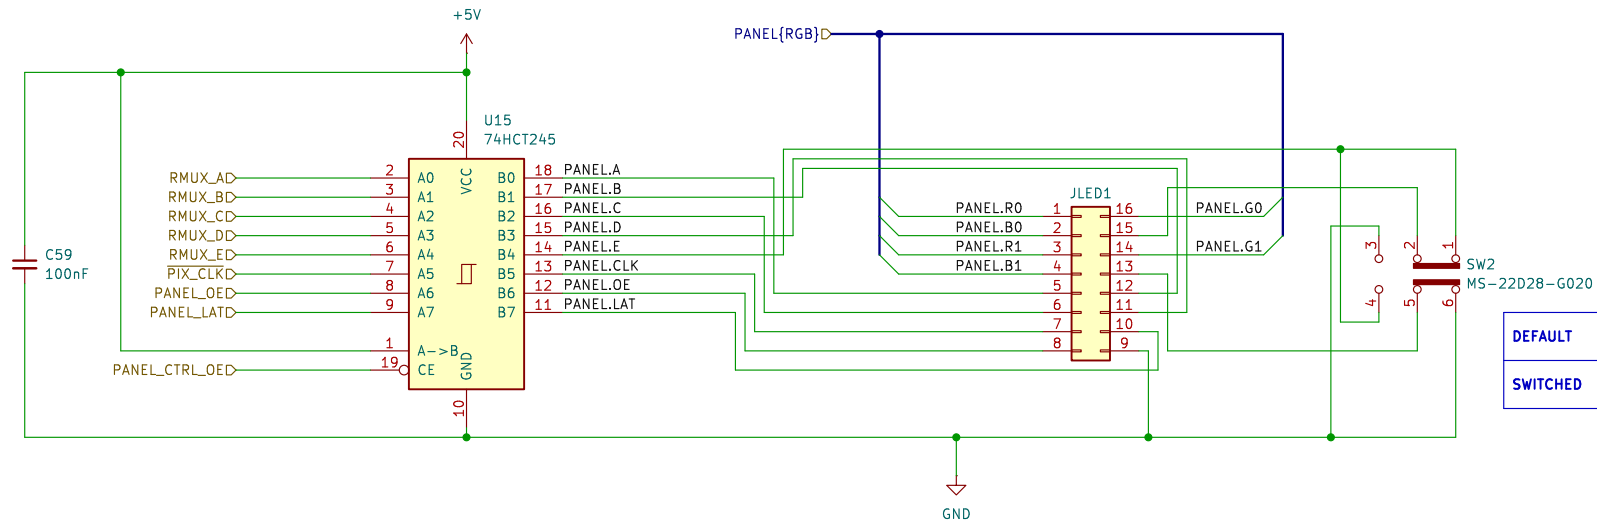 +5V
PANEL{RGB}
U15
74HCT245
20
VCC
RMUX_A 2 A0 B0 18 PANEL.A
RMUX_B 3 A1 B1 17 PANEL.B
RMUX_C 4 A2 B2 16 PANEL.C
RMUX_D 5 A3 B3 15 PANEL.D
RMUX_E 6 A4 B4 14 PANEL.E
PIX_CLK 7 A5 B5 13 PANEL.CLK
PANEL_OE 8 A6 B6 12 PANEL.OE
PANEL_LAT 9 A7 B7 11 PANEL.LAT
1 A->B
PANEL_CTRL_OE 19 CE
GND
10
C59
100nF
JLED1
PANEL.R0 1 16 PANEL.G0
PANEL.B0 2 15
PANEL.R1 3 14 PANEL.G1
PANEL.B1 4 13
5 12
6 11
7 10
8 9
3 2 1
4 5 6
SW2
MS-22D28-G020
DEFAULT
SWITCHED
GND